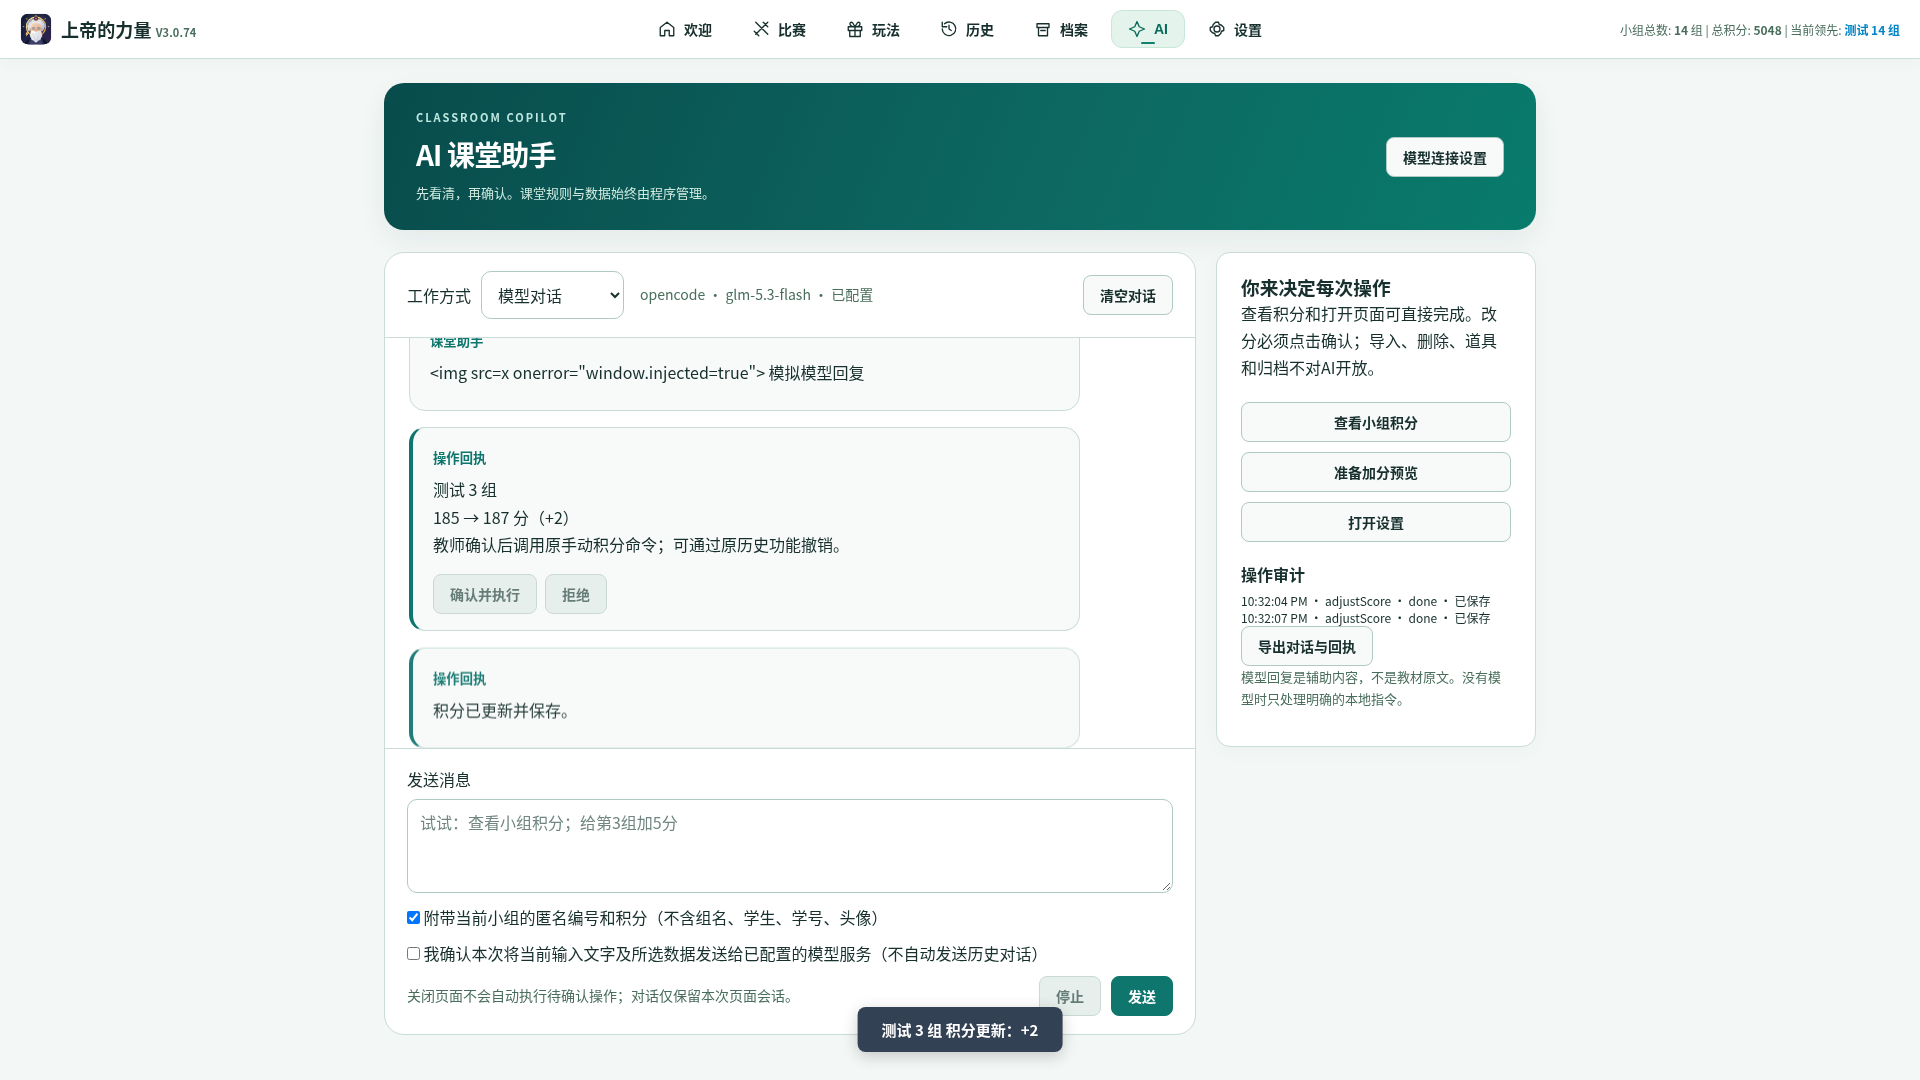 上帝的力量 V3.0.74
欢迎
比赛
玩法
历史
档案
AI
设置
小组总数: 14 组 | 总积分: 5048 | 当前领先: 测试 14 组
CLASSROOM COPILOT
AI 课堂助手
先看清，再确认。课堂规则与数据始终由程序管理。
模型连接设置
工作方式
模型对话
opencode · glm-5.3-flash · 已配置
清空对话
课堂助手
<img src=x onerror="window.injected=true"> 模拟模型回复
操作回执
测试 3 组
185 → 187 分（+2）
教师确认后调用原手动积分命令；可通过原历史功能撤销。
确认并执行
拒绝
操作回执
积分已更新并保存。
发送消息
试试：查看小组积分；给第3组加5分
附带当前小组的匿名编号和积分（不含组名、学生、学号、头像）
我确认本次将当前输入文字及所选数据发送给已配置的模型服务（不自动发送历史对话）
关闭页面不会自动执行待确认操作；对话仅保留本次页面会话。
停止
发送
测试 3 组 积分更新：+2
你来决定每次操作
查看积分和打开页面可直接完成。改
分必须点击确认；导入、删除、道具
和归档不对AI开放。
查看小组积分
准备加分预览
打开设置
操作审计
10:32:04 PM · adjustScore · done · 已保存
10:32:07 PM · adjustScore · done · 已保存
导出对话与回执
模型回复是辅助内容，不是教材原文。没有模
型时只处理明确的本地指令。